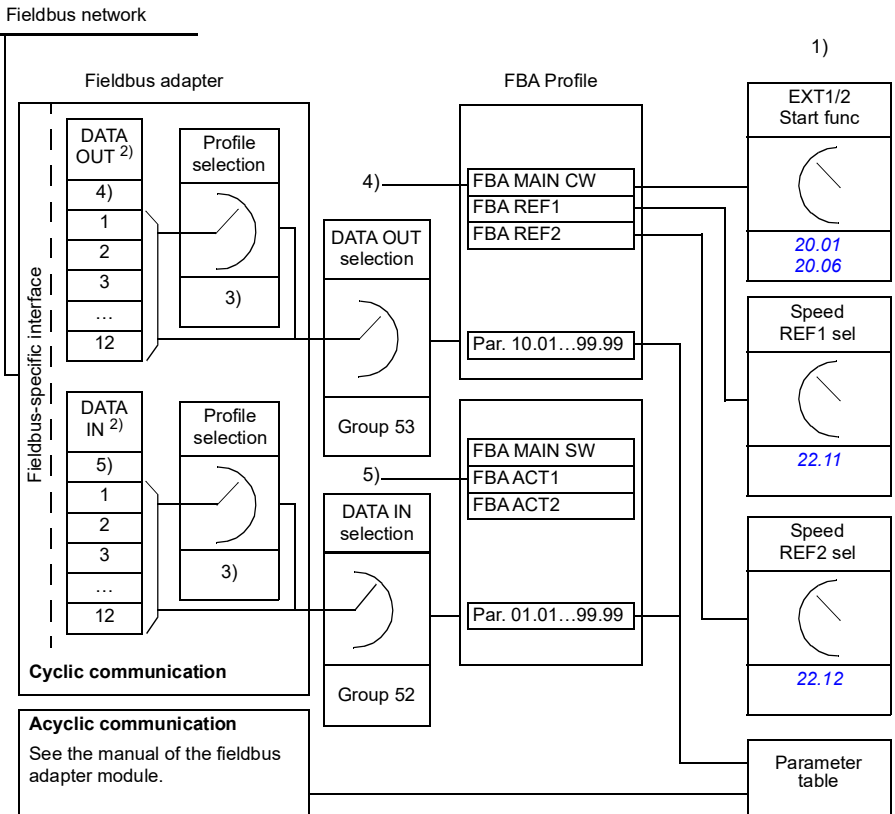 Fieldbus network
1)
Fieldbus adapter
FBA Profile
Fieldbus-specific interface
DATA
OUT 2)
4)
1
2
3
...
12
Profile
selection
3)
DATA
IN 2)
5)
1
2
3
...
12
Profile
selection
3)
Cyclic communication
4)
DATA OUT
selection
Group 53
5)
DATA IN
selection
Group 52
FBA MAIN CW
FBA REF1
FBA REF2
Par. 10.01...99.99
FBA MAIN SW
FBA ACT1
FBA ACT2
Par. 01.01...99.99
EXT1/2
Start func
20.01
20.06
Speed
REF1 sel
22.11
Speed
REF2 sel
22.12
Parameter
table
Acyclic communication
See the manual of the fieldbus
adapter module.